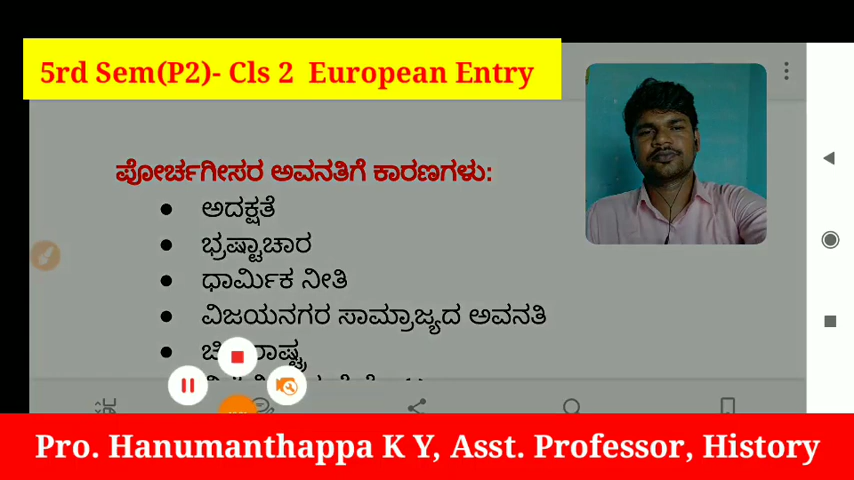 5rd Sem(P2)- Cls 2 European Entry
ಪೋರ್ಚಗೀಸರ ಅವನತಿಗೆ ಕಾರಣಗಳು:
● ಅದಕ್ಷತೆ
● ಭ್ರಷ್ಟಾಚಾರ
● ಧಾರ್ಮಿಕ ನೀತಿ
● ವಿಜಯನಗರ ಸಾಮ್ರಾಜ್ಯದ ಅವನತಿ
Pro. Hanumanthappa K Y, Asst. Professor, History